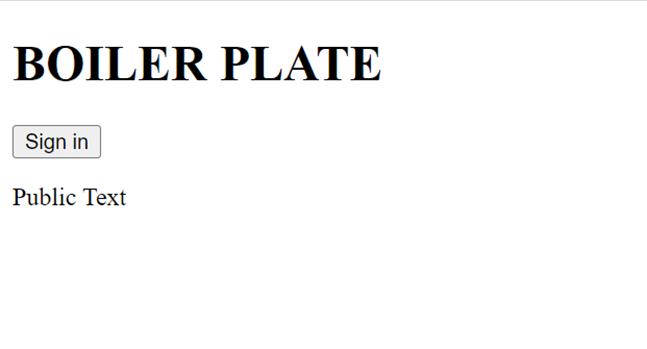 BOILER PLATE
Sign in
Public Text